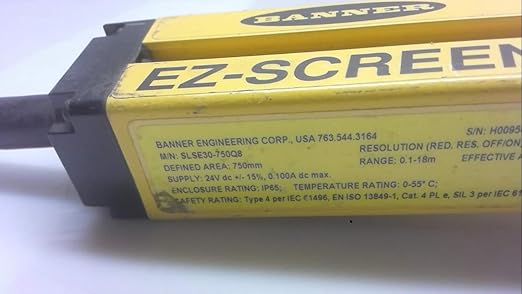 BANNER
EZ-SCREEN
BANNER ENGINEERING CORP., USA 763.544.3164
S/N: H0095
M/N: SLSE30-750Q8
RESOLUTION (RED. RES. OFF/ON)
DEFINED AREA: 750mm
RANGE: 0.1-18m
EFFECTIVE
SUPPLY: 24V dc +/- 15%, 0.100A dc max.
ENCLOSURE RATING: IP65; TEMPERATURE RATING: 0-55° C;
SAFETY RATING: Type 4 per IEC 61496, EN ISO 13849-1, Cat. 4 PL e, SIL 3 per IEC 61